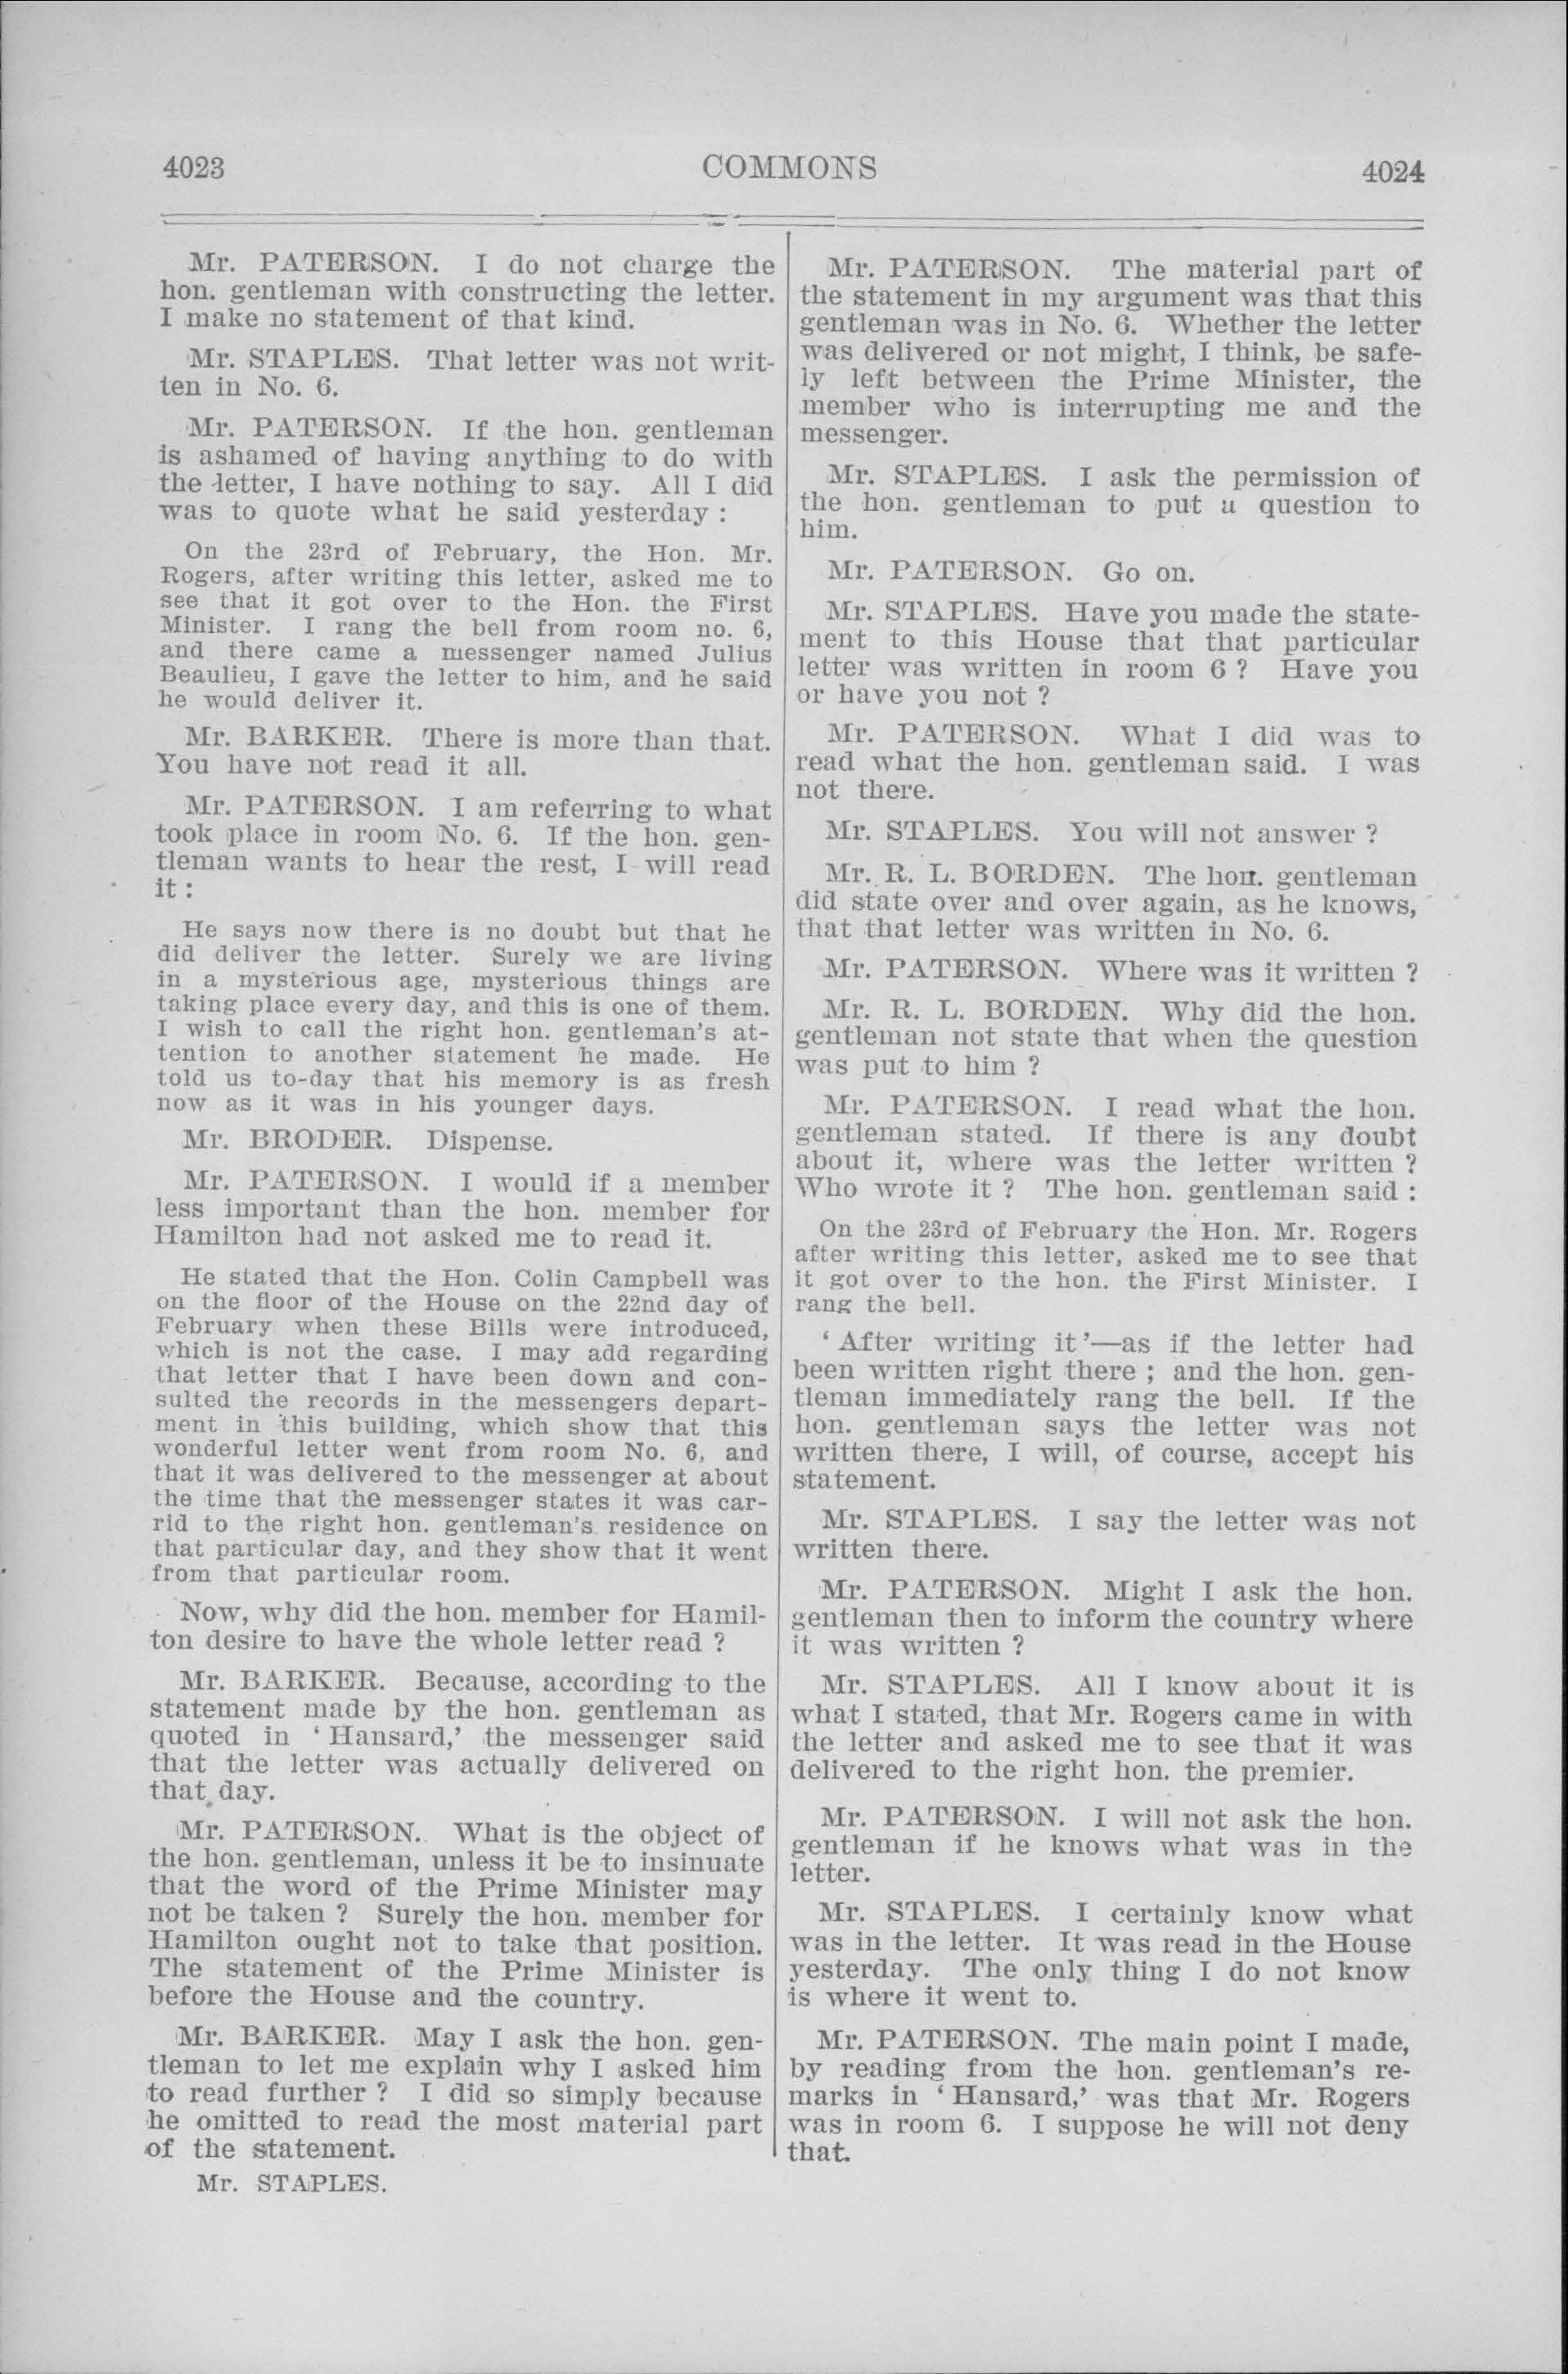 4023
COMMONS
4024
Mr. PATERSON. I do not charge the
hon. gentleman with constructing the letter.
I make no statement of that kind.
Mr. STAPLES. That letter was not writ-
ten in No. 6.
Mr. PATERSON. If the hon. gentleman
is ashamed of having anything to do with
the letter, I have nothing to say. All I did
was to quote what he said yesterday :
On the 23rd of February, the Hon. Mr.
Rogers, after writing this letter, asked me to
see that it got over to the Hon. the First
Minister. I rang the bell from room no. 6,
and there came a messenger named Julius
Beaulieu, I gave the letter to him, and he said
he would deliver it.
Mr. BARKER. There is more than that.
You have not read it all.
Mr. PATERSON. I am referring to what
took place in room No. 6. If the hon. gen-
tleman wants to hear the rest, I will read
it :
He says now there is no doubt but that he
did deliver the letter. Surely we are living
in a mysterious age, mysterious things are
taking place every day, and this is one of them.
I wish to call the right hon. gentleman's at-
tention to another statement he made. He
told us to-day that his memory is as fresh
now as it was in his younger days.
Mr. BRODER. Dispense.
Mr. PATERSON. I would if a member
less important than the hon. member for
Hamilton had not asked me to read it.
He stated that the Hon. Colin Campbell was
on the floor of the House on the 22nd day of
February when these Bills were introduced,
which is not the case. I may add regarding
that letter that I have been down and con-
sulted the records in the messengers depart-
ment in this building, which show that this
wonderful letter went from room No. 6, and
that it was delivered to the messenger at about
the time that the messenger states it was car-
rid to the right hon. gentleman's residence on
that particular day, and they show that it went
from that particular room.
Now, why did the hon. member for Hamil-
ton desire to have the whole letter read ?
Mr. BARKER. Because, according to the
statement made by the hon. gentleman as
quoted in ' Hansard,' the messenger said
that the letter was actually delivered on
that day.
Mr. PATERSON. What is the object of
the hon. gentleman, unless it be to insinuate
that the word of the Prime Minister may
not be taken ? Surely the hon. member for
Hamilton ought not to take that position.
The statement of the Prime Minister is
before the House and the country.
Mr. BARKER. May I ask the hon. gen-
tleman to let me explain why I asked him
to read further ? I did so simply because
he omitted to read the most material part
of the statement.
Mr. STAPLES.
Mr. PATERSON. The material part of
the statement in my argument was that this
gentleman was in No. 6. Whether the letter
was delivered or not might, I think, be safe-
ly left between the Prime Minister, the
member who is interrupting me and the
messenger.
Mr. STAPLES. I ask the permission of
the hon. gentleman to put a question to
him.
Mr. PATERSON. Go on.
Mr. STAPLES. Have you made the state-
ment to this House that that particular
letter was written in room 6 ? Have you
or have you not ?
Mr. PATERSON. What I did was to
read what the hon. gentleman said. I was
not there.
Mr. STAPLES. You will not answer ?
Mr. R. L. BORDEN. The hon. gentleman
did state over and over again, as he knows,
that that letter was written in No. 6.
Mr. PATERSON. Where was it written ?
Mr. R. L. BORDEN. Why did the hon.
gentleman not state that when the question
was put to him ?
Mr. PATERSON. I read what the hon.
gentleman stated. If there is any doubt
about it, where was the letter written ?
Who wrote it ? The hon. gentleman said :
On the 23rd of February the Hon. Mr. Rogers
after writing this letter, asked me to see that
it got over to the hon. the First Minister. I
rang the bell.
' After writing it '—as if the letter had
been written right there ; and the hon. gen-
tleman immediately rang the bell. If the
hon. gentleman says the letter was not
written there, I will, of course, accept his
statement.
Mr. STAPLES. I say the letter was not
written there.
Mr. PATERSON. Might I ask the hon.
gentleman then to inform the country where
it was written ?
Mr. STAPLES. All I know about it is
what I stated, that Mr. Rogers came in with
the letter and asked me to see that it was
delivered to the right hon. the premier.
Mr. PATERSON. I will not ask the hon.
gentleman if he knows what was in the
letter.
Mr. STAPLES. I certainly know what
was in the letter. It was read in the House
yesterday. The only thing I do not know
is where it went to.
Mr. PATERSON. The main point I made,
by reading from the hon. gentleman's re-
marks in ' Hansard,' was that Mr. Rogers
was in room 6. I suppose he will not deny
that.